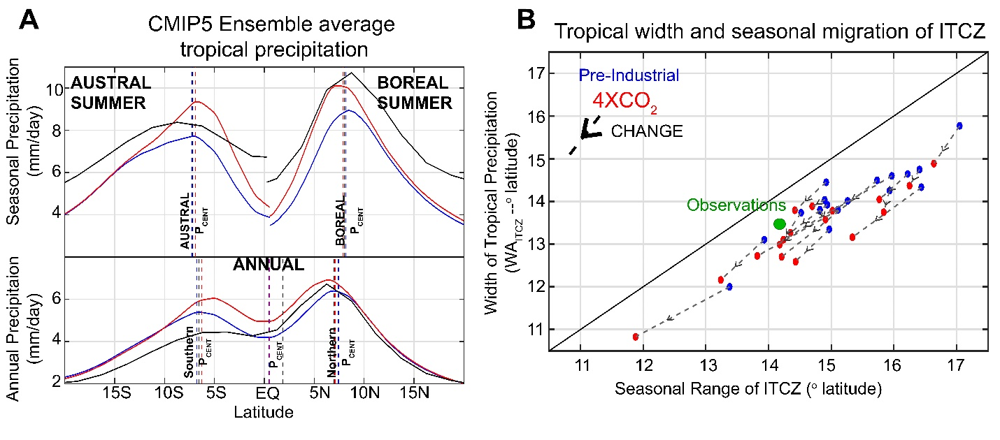 A
CMIP5 Ensemble average
tropical precipitation
Seasonal Precipitation
(mm/day)
10
8
6
4
AUSTRAL
SUMMER
BOREAL
SUMMER
AUSTRAL
PCENT
BOREAL
PCENT
Annual Precipitaion
(mm/day)
6
4
2
ANNUAL
Southern
PCENT
PCENT
Northern
PCENT
15S 10S 5S EQ 5N 10N 15N
Latitude
B
Tropical width and seasonal migration of ITCZ
Width of Tropical Precipitation
(WAITCZ --º latitude)
17
16
15
14
13
12
11
Pre-Industrial
4XCO2
CHANGE
Observations
11 12 13 14 15 16 17
Seasonal Range of ITCZ (º latitude)